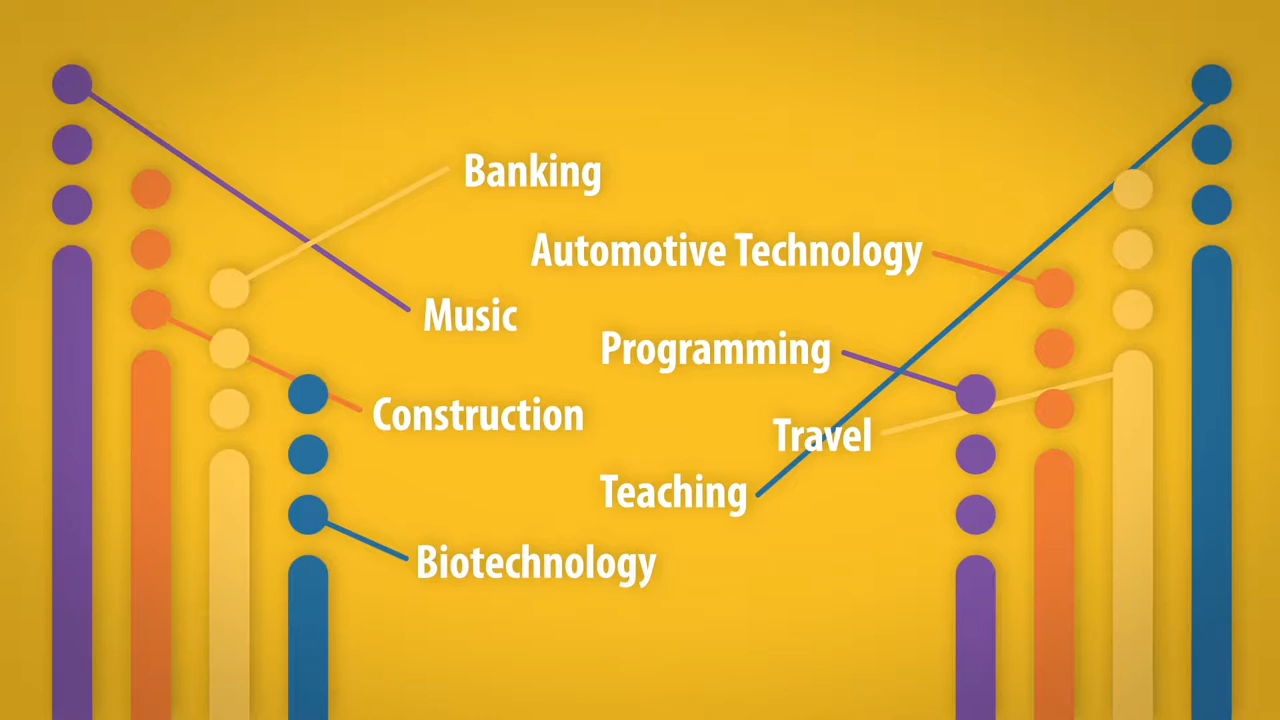 Banking
Automotive Technology
Music
Programming
Construction
Travel
Teaching
Biotechnology